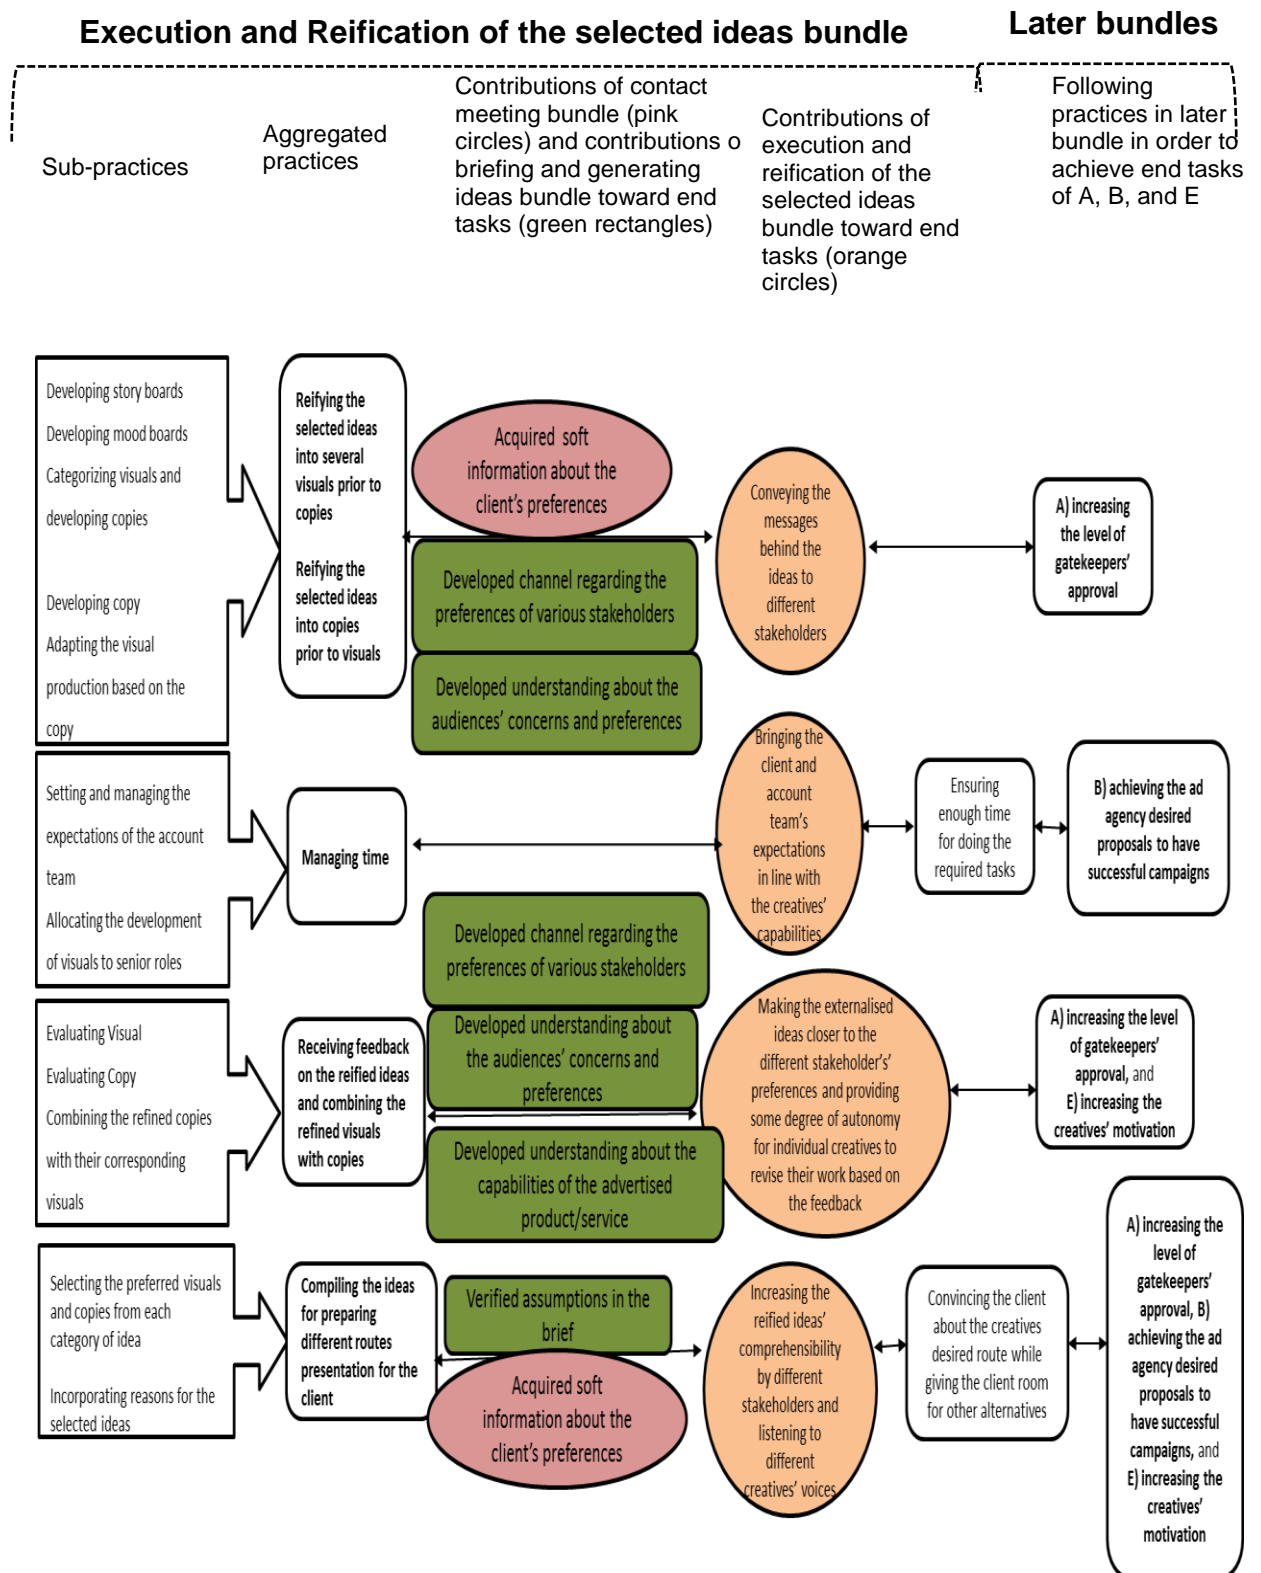 Execution and Reification of the selected ideas bundle
Later bundles
Sub-practices
Aggregated
practices
Contributions of contact
meeting bundle (pink
circles) and contributions o
briefing and generating
ideas bundle toward end
tasks (green rectangles)
Contributions of
execution and
reification of the
selected ideas
bundle toward end
tasks (orange
circles)
Following
practices in later
bundle in order to
achieve end tasks
of A, B, and E
Developing story boards
Developing mood boards
Categorizing visuals and
developing copies
Developing copy
Adapting the visual
production based on the
copy
Reifying the
selected ideas
into several
visuals prior to
copies
Reifying the
selected ideas
into copies
prior to visuals
Acquired soft
information about the
client's preferences
Developed channel regarding the
preferences of various stakeholders
Developed understanding about the
audiences' concerns and preferences
Conveying the
messages
behind the
ideas to
different
stakeholders
A) increasing
the level of
gatekeepers'
approval
Setting and managing the
expectations of the account
team
Allocating the development
of visuals to senior roles
Managing time
Bringing the
client and
account
team's
expectations
in line with
the creatives'
capabilities
Ensuring
enough time
for doing the
required tasks
B) achieving the ad
agency desired
proposals to have
successful campaigns
Evaluating Visual
Evaluating Copy
Combining the refined copies
with their corresponding
visuals
Receiving feedback
on the reified ideas
and combining the
refined visuals
with copies
Developed channel regarding the
preferences of various stakeholders
Developed understanding about
the audiences' concerns and
preferences
Developed understanding about the
capabilities of the advertised
product/service
Making the externalised
ideas closer to the
different stakeholder's'
preferences and providing
some degree of autonomy
for individual creatives to
revise their work based on
the feedback
A) increasing the level
of gatekeepers'
approval, and
E) increasing the
creatives' motivation
Selecting the preferred visuals
and copies from each
category of idea
Incorporating reasons for the
selected ideas
Compiling the ideas
for preparing
different routes
presentation for the
client
Verified assumptions in the
brief
Acquired soft
information about the
client's preferences
Increasing the
reified ideas'
comprehensibility
by different
stakeholders and
listening to
different
creatives' voices
Convincing the client
about the creatives
desired route while
giving the client room
for other alternatives
A) increasing the
level of
gatekeepers'
approval, B)
achieving the ad
agency desired
proposals to
have successful
campaigns, and
E) increasing the
creatives'
motivation